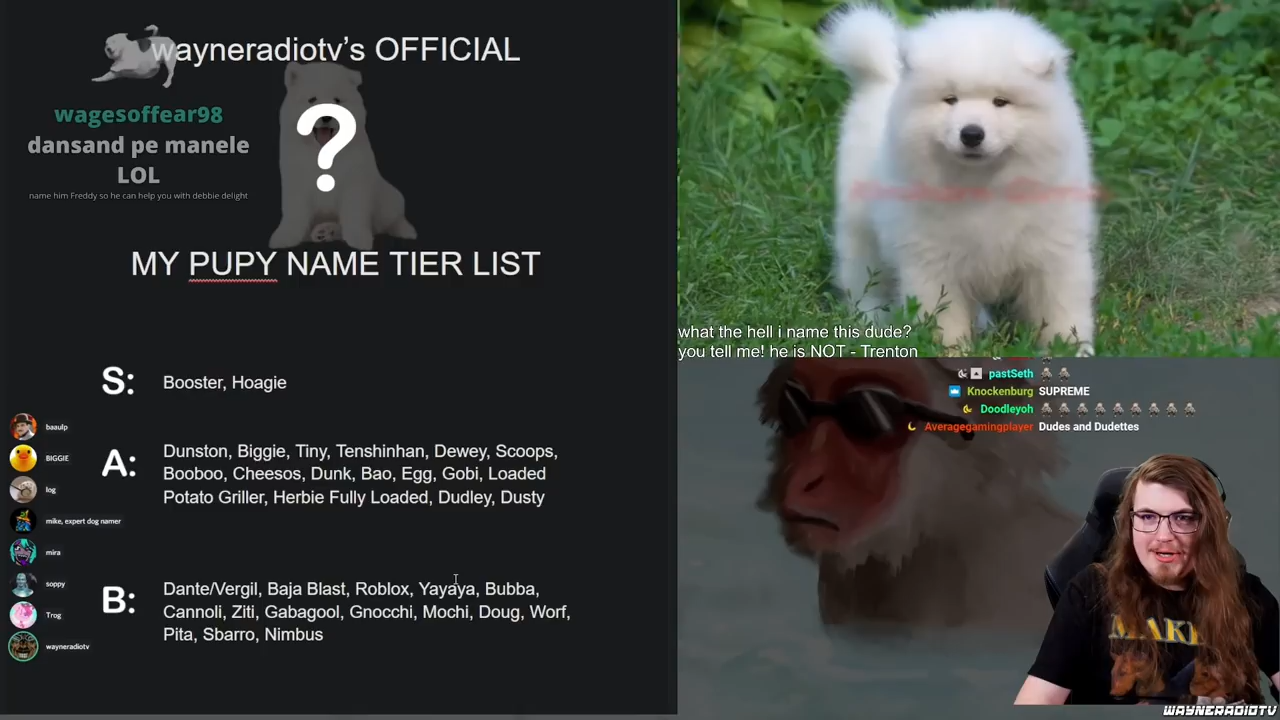 wayneradiotv's OFFICIAL
wagesoffear98
dansand pe manele
LOL
name him Freddy so he can help you with debbie delight
?
MY PUPY NAME TIER LIST
S:
Booster, Hoagie
A:
Dunston, Biggie, Tiny, Tenshinhan, Dewey, Scoops,
Booboo, Cheesos, Dunk, Bao, Egg, Gobi, Loaded
Potato Griller, Herbie Fully Loaded, Dudley, Dusty
B:
Dante/Vergil, Baja Blast, Roblox, Yayaya, Bubba,
Cannoli, Ziti, Gabagool, Gnocchi, Mochi, Doug, Worf,
Pita, Sbarro, Nimbus
baaulp
BIGGIE
log
mike, expert dog namer
mira
soppy
Trog
wayneradiotv
what the hell i name this dude?
you tell me! he is NOT - Trenton
pastSeth
Knockenburg SUPREME
Doodleyoh
Averagegamingplayer Dudes and Dudettes
MAKE
WAYNERADIOTV